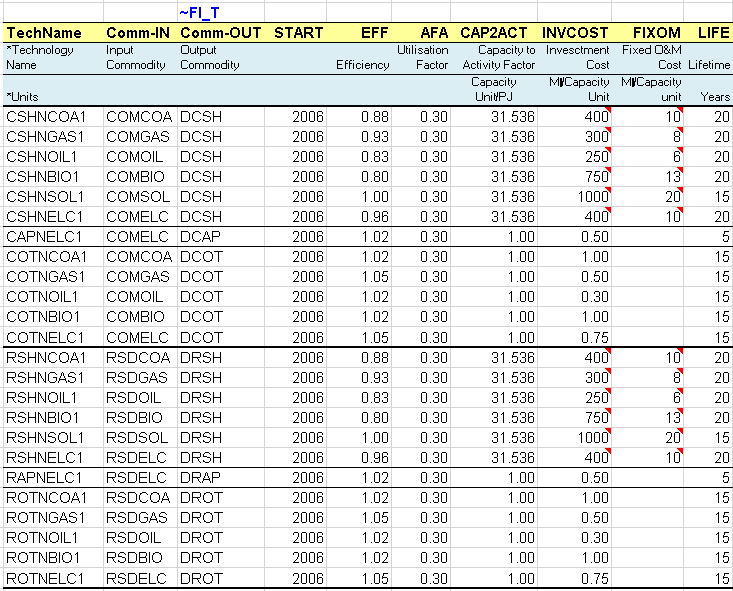 ~FI_T
TechName Comm-IN Comm-OUT START EFF AFA CAP2ACT INVCOST FIXOM LIFE
*Technology Name Input Commodity Output Commodity Efficiency Utilisation Factor Capacity to Activity Factor Invesctment Cost Fixed O&M Cost Lifetime
*Units Capacity Unit/PJ M/Capacity Unit M/Capacity unit Years
CSHNCOA1 COMCOA DCSH 2006 0.88 0.30 31.536 400 10 20
CSHNGAS1 COMGAS DCSH 2006 0.93 0.30 31.536 300 8 20
CSHNOIL1 COMOIL DCSH 2006 0.83 0.30 31.536 250 6 20
CSHNBIO1 COMBIO DCSH 2006 0.80 0.30 31.536 750 13 20
CSHNSOL1 COMSOL DCSH 2006 1.00 0.30 31.536 1000 20 15
CSHNELC1 COMELC DCSH 2006 0.96 0.30 31.536 400 10 20
CAPNELC1 COMELC DCAP 2006 1.02 0.30 1.00 0.50 5
COTNCOA1 COMCOA DCOT 2006 1.02 0.30 1.00 1.00 15
COTNGAS1 COMGAS DCOT 2006 1.05 0.30 1.00 0.50 15
COTNOIL1 COMOIL DCOT 2006 1.02 0.30 1.00 0.30 15
COTNBIO1 COMBIO DCOT 2006 1.02 0.30 1.00 1.00 15
COTNELC1 COMELC DCOT 2006 1.05 0.30 1.00 0.75 15
RSHNCOA1 RSDCOA DRSH 2006 0.88 0.30 31.536 400 10 20
RSHNGAS1 RSDGAS DRSH 2006 0.93 0.30 31.536 300 8 20
RSHNOIL1 RSDOIL DRSH 2006 0.83 0.30 31.536 250 6 20
RSHNBIO1 RSDBIO DRSH 2006 0.80 0.30 31.536 750 13 20
RSHNSOL1 RSDSOL DRSH 2006 1.00 0.30 31.536 1000 20 15
RSHNELC1 RSDELC DRSH 2006 0.96 0.30 31.536 400 10 20
RAPNELC1 RSDELC DRAP 2006 1.02 0.30 1.00 0.50 5
ROTNCOA1 RSDCOA DROT 2006 1.02 0.30 1.00 1.00 15
ROTNGAS1 RSDGAS DROT 2006 1.05 0.30 1.00 0.50 15
ROTNOIL1 RSDOIL DROT 2006 1.02 0.30 1.00 0.30 15
ROTNBIO1 RSDBIO DROT 2006 1.02 0.30 1.00 1.00 15
ROTNELC1 RSDELC DROT 2006 1.05 0.30 1.00 0.75 15